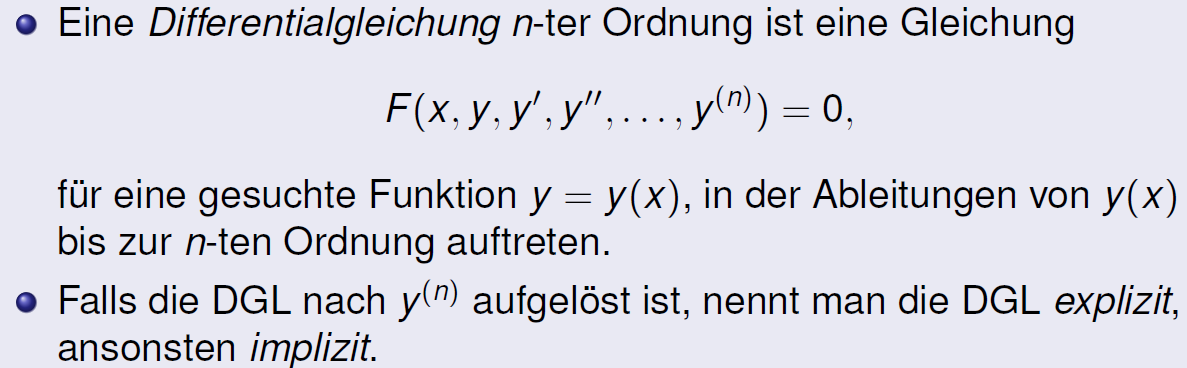 Eine Differentialgleichung n-ter Ordnung ist eine Gleichung
F(x, y, y′, y″, . . . , y⁽ⁿ⁾) = 0,
für eine gesuchte Funktion y = y(x), in der Ableitungen von y(x)
bis zur n-ten Ordnung auftreten.
Falls die DGL nach y⁽ⁿ⁾ aufgelöst ist, nennt man die DGL explizit,
ansonsten implizit.